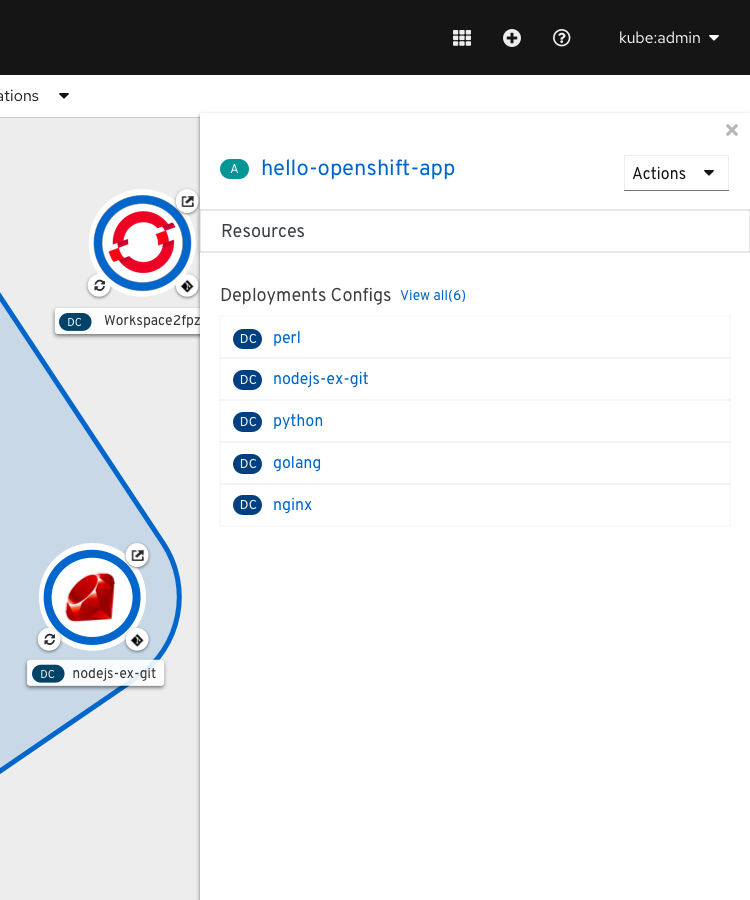 kube:admin
ations
A hello-openshift-app
Actions
Resources
DC Workspace2fpz
Deployments Configs View all(6)
DC perl
DC nodejs-ex-git
DC python
DC golang
DC nginx
DC nodejs-ex-git